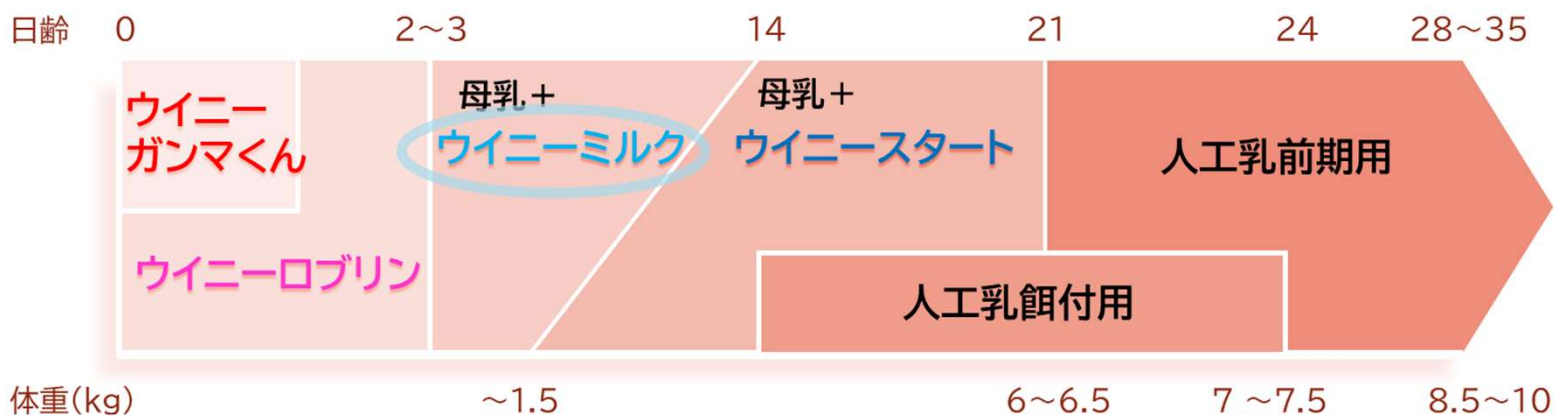 日齢 0 2～3 14 21 24 28～35
ウイニー
ガンマくん
ウイニーロブリン
母乳＋
ウイニーミルク
母乳＋
ウイニースタート
人工乳前期用
人工乳餌付用
体重(kg) ～1.5 6～6.5 7 ～7.5 8.5～10